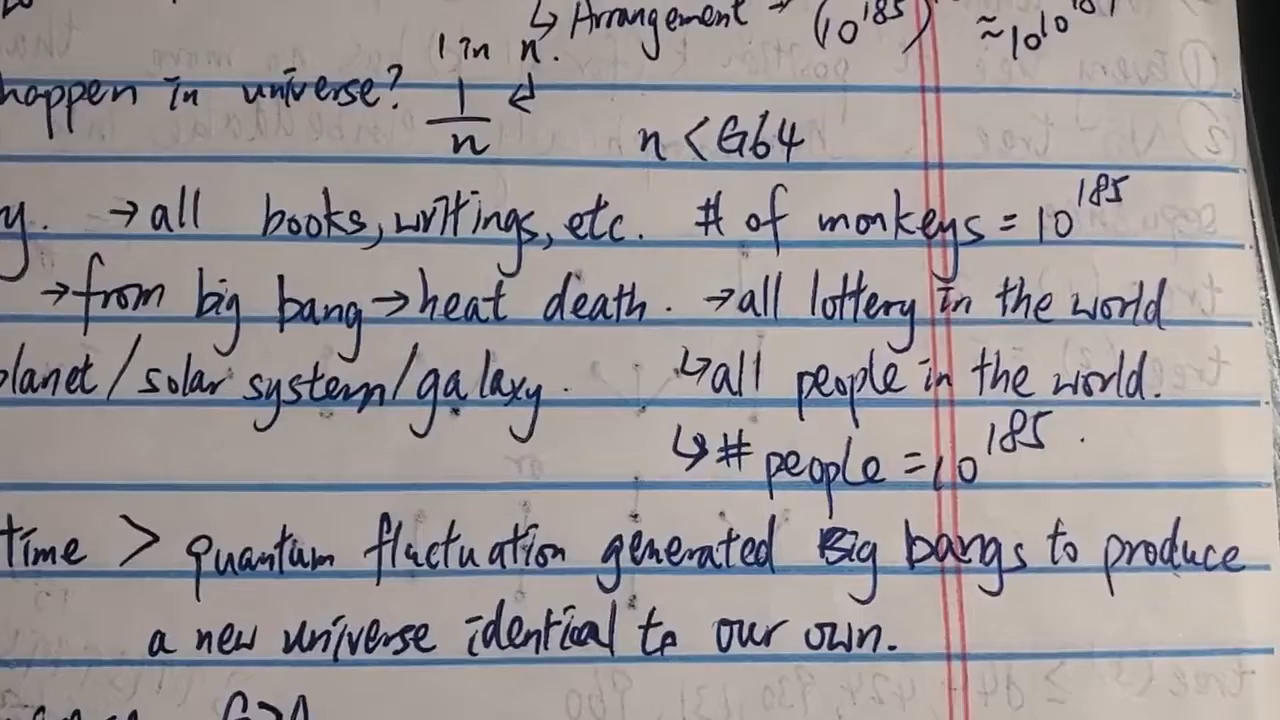 ↳ Arrangement → (10^185) ≈10^10
1 in n.
happen in universe? 1/n
n < G64
y. → all books, writings, etc. # of monkeys = 10^185
→ from big bang → heat death. → all lottery in the world
planet / solar system / galaxy. ↳ all people in the world.
↳ # people = 10^185.
time > quantum fluctuation generated Big bangs to produce
a new universe identical to our own.